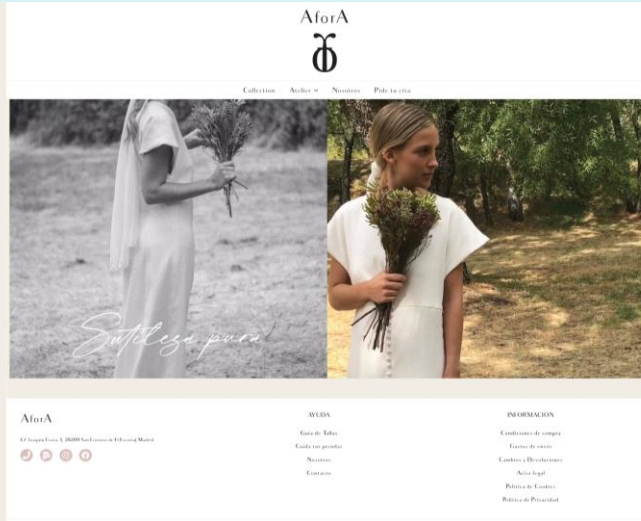 AforA
Collection Atelier Nosotros Pide tu cita
Sutileza pura
AforA
AYUDA
INFORMACIÓN
Guía de Tallas
Condiciones de compra
Cuida tus prendas
Gastos de envío
Nosotros
Cambios y Devoluciones
Contacto
Aviso legal
Política de Cookies
Política de Privacidad